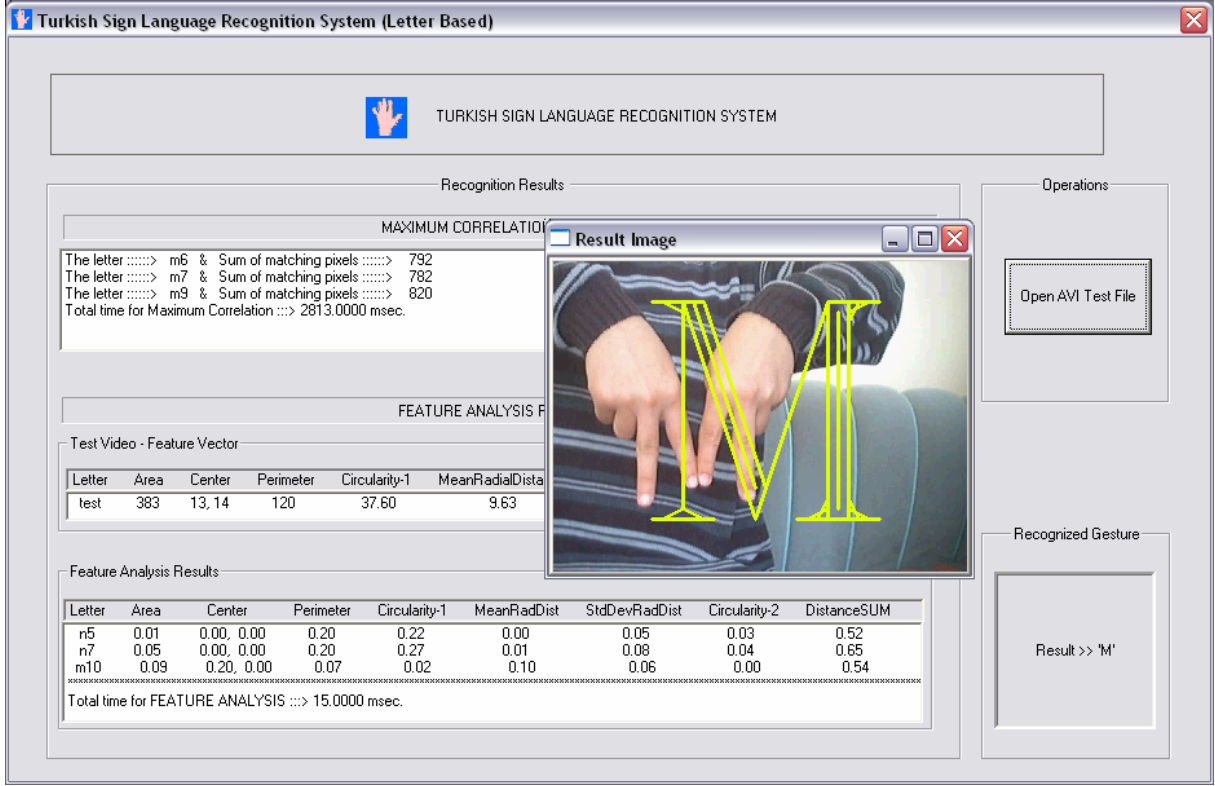 Turkish Sign Language Recognition System (Letter Based)
TURKISH SIGN LANGUAGE RECOGNITION SYSTEM
Recognition Results
MAXIMUM CORRELATION
The letter ::::::> m6 & Sum of matching pixels ::::::> 792
The letter ::::::> m7 & Sum of matching pixels ::::::> 782
The letter ::::::> m9 & Sum of matching pixels ::::::> 820
Total time for Maximum Correlation :::> 2813.0000 msec.
FEATURE ANALYSIS
Test Video - Feature Vector
Letter Area Center Perimeter Circularity-1 MeanRadialDista
test 383 13, 14 120 37.60 9.63
Feature Analysis Results
Letter Area Center Perimeter Circularity-1 MeanRadDist StdDevRadDist Circularity-2 DistanceSUM
n5 0.01 0.00, 0.00 0.20 0.22 0.00 0.05 0.03 0.52
n7 0.05 0.00, 0.00 0.20 0.27 0.01 0.08 0.04 0.65
m10 0.09 0.20, 0.00 0.07 0.02 0.10 0.06 0.00 0.54
Total time for FEATURE ANALYSIS :::> 15.0000 msec.
Result Image
M
Operations
Open AVI Test File
Recognized Gesture
Result >> 'M'